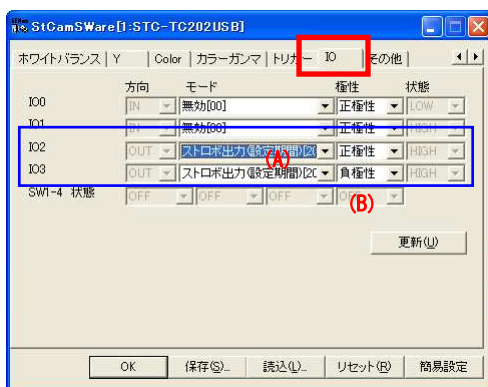 StCamSWare[1:STC-TC202USB]
ホワイトバランス Y Color カラーガンマ トリガー IO その他
方向 モード 極性 状態
IO0 IN 無効[00] 正極性 LOW
IO1 IN 無効[00] 正極性 HIGH
IO2 OUT ストロボ出力(設定期間)[20 正極性 HIGH
(A)
IO3 OUT ストロボ出力(設定期間)[20 負極性 HIGH
SW1-4 状態 OFF OFF OFF OFF
(B)
更新(U)
OK 保存(S)... 読込(L)... リセット(R) 簡易設定